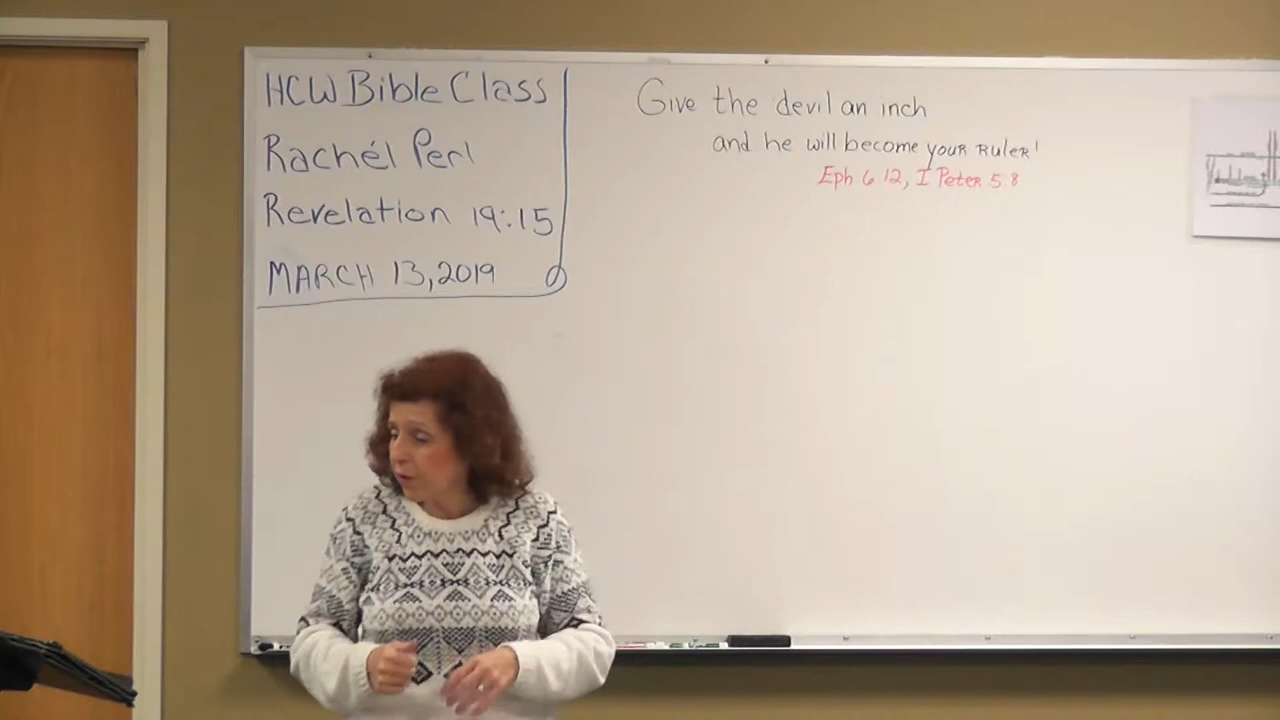 HCW Bible Class
Rachél Perl
Revelation 19:15
MARCH 13, 2019
Give the devil an inch
and he will become your Ruler!
Eph 6 12, I Peter 5:8